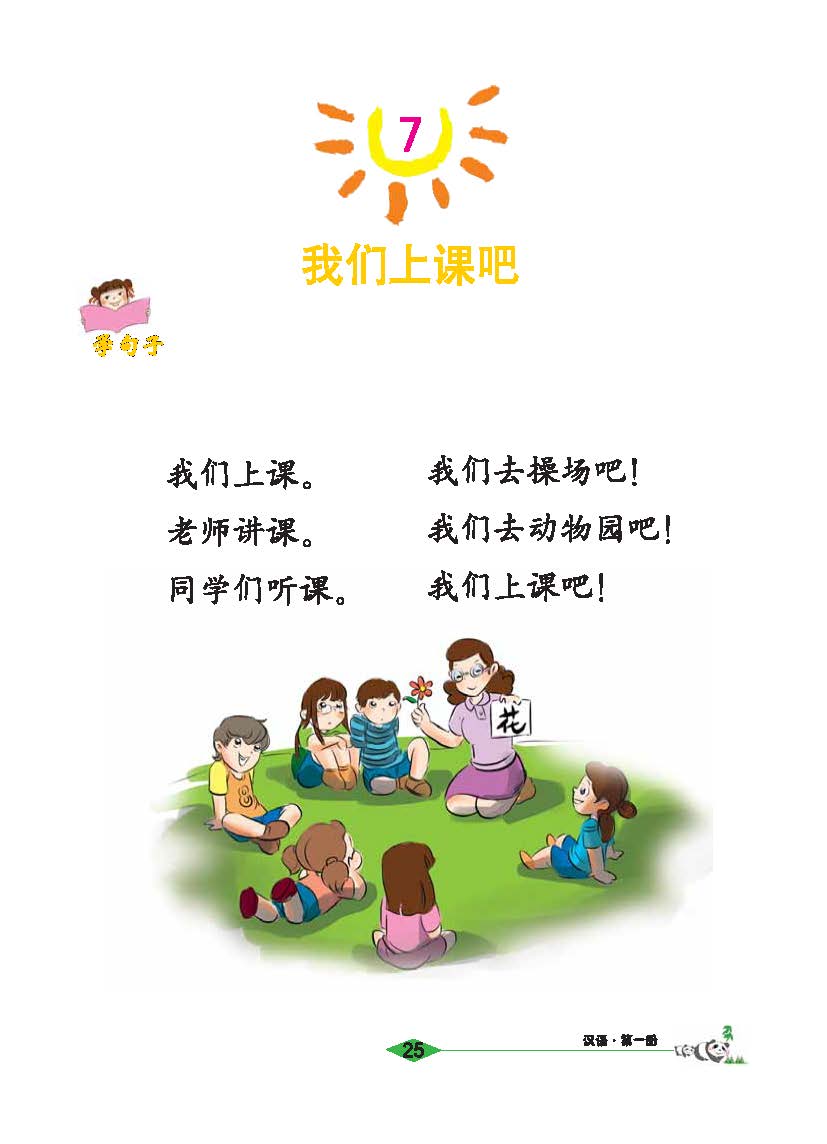 7
我们上课吧
学句子
我们上课。
老师讲课。
同学们听课。
我们去操场吧！
我们去动物园吧！
我们上课吧！
花
25
汉语·第一册